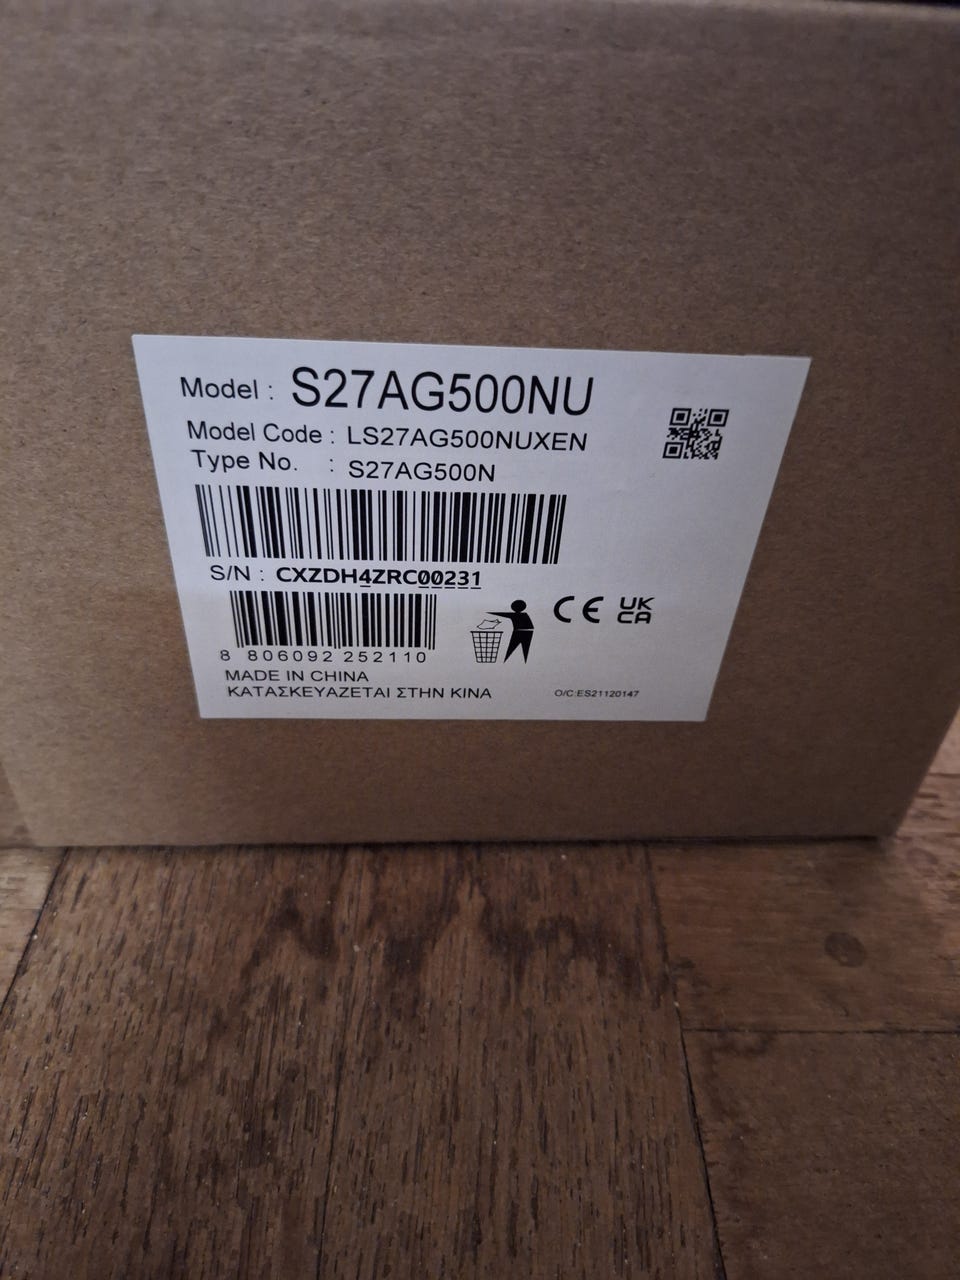 Model : S27AG500NU
Model Code : LS27AG500NUXEN
Type No. : S27AG500N
S/N : CXZDH4ZRC00231
8 806092 252110
CE UK CA
MADE IN CHINA
ΚΑΤΑΣΚΕΥΑΖΕΤΑΙ ΣΤΗΝ ΚΙΝΑ
O/C:ES21120147